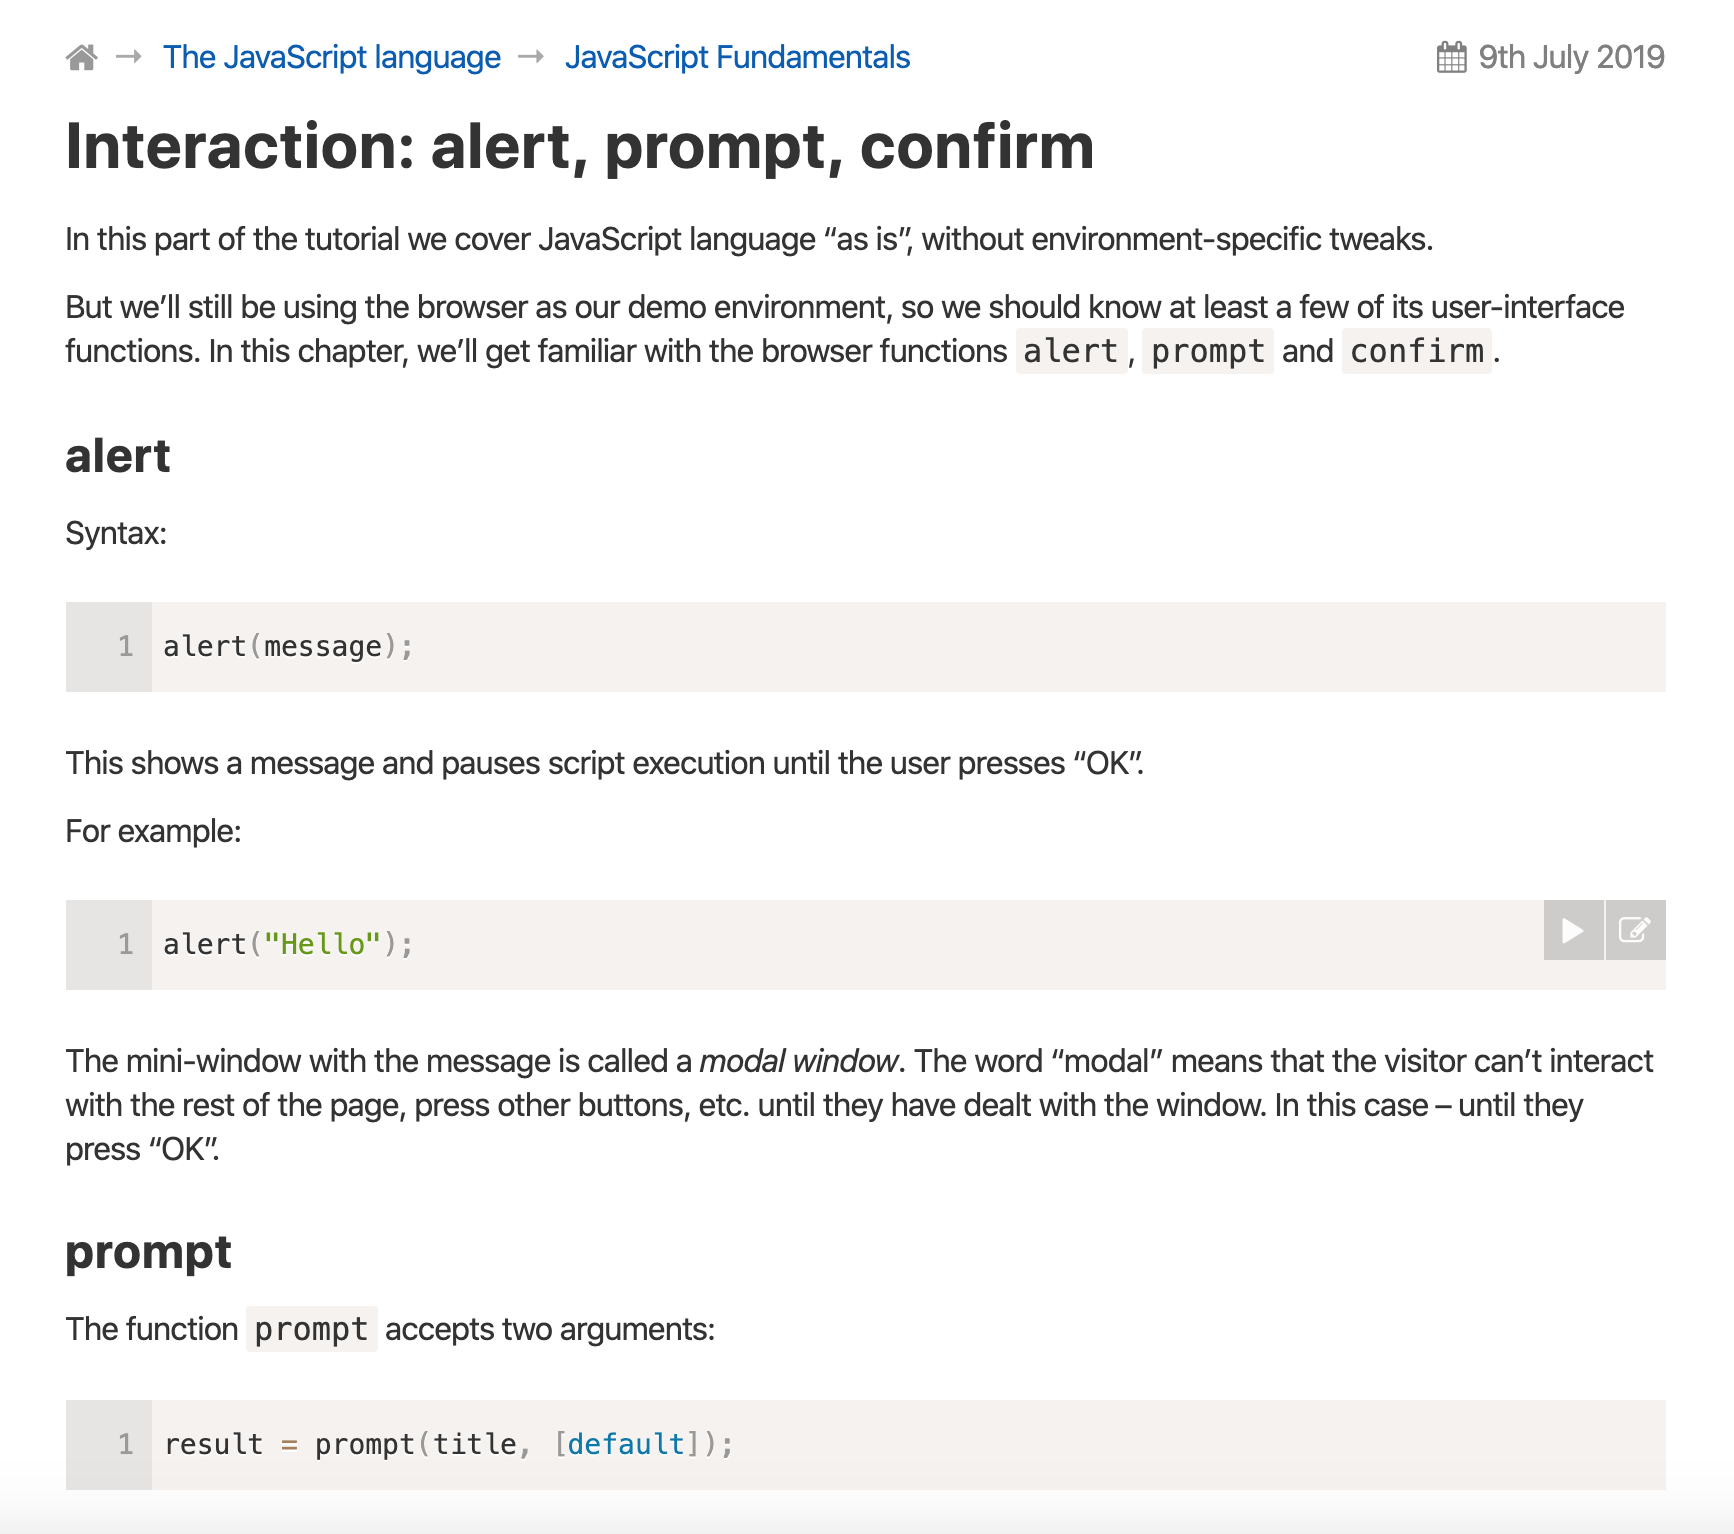 The JavaScript language → JavaScript Fundamentals
9th July 2019
Interaction: alert, prompt, confirm
In this part of the tutorial we cover JavaScript language “as is”, without environment-specific tweaks.
But we’ll still be using the browser as our demo environment, so we should know at least a few of its user-interface
functions. In this chapter, we’ll get familiar with the browser functions alert, prompt and confirm.
alert
Syntax:
1 alert(message);
This shows a message and pauses script execution until the user presses “OK”.
For example:
1 alert("Hello");
The mini-window with the message is called a modal window. The word “modal” means that the visitor can’t interact
with the rest of the page, press other buttons, etc. until they have dealt with the window. In this case – until they
press “OK”.
prompt
The function prompt accepts two arguments:
1 result = prompt(title, [default]);